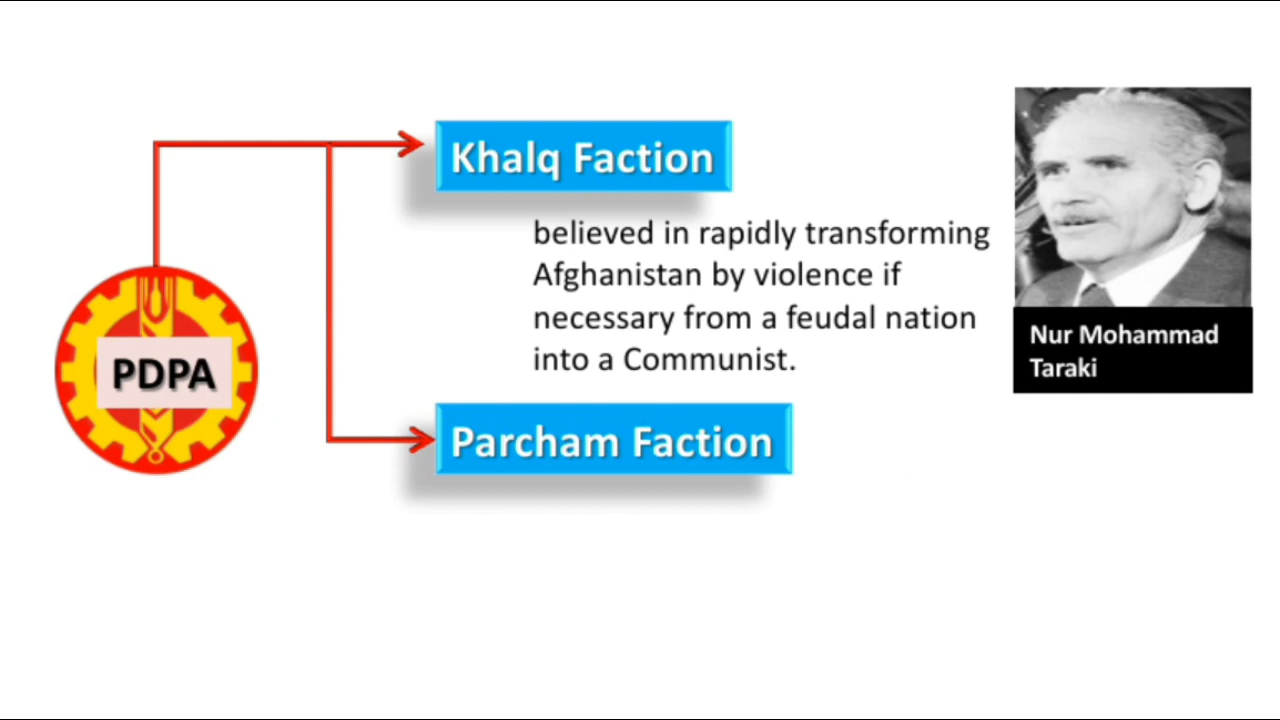 Khalq Faction
believed in rapidly transforming
Afghanistan by violence if
necessary from a feudal nation
into a Communist.
Nur Mohammad
Taraki
PDPA
Parcham Faction